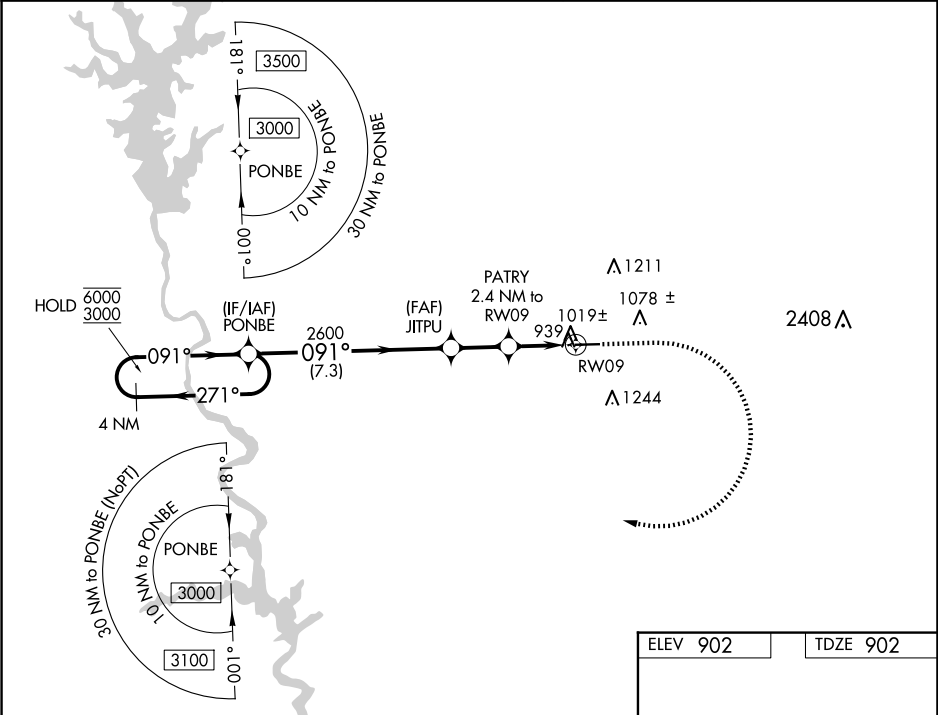 181°
3500
3000
PONBE
10 NM to PONBE
30 NM to PONBE
001°
HOLD 6000
3000
091°
271°
4 NM
(IF/IAF)
PONBE
2600
091°
(7.3)
(FAF)
JITPU
PATRY
2.4 NM to
RW09
939
1019±
RW09
1211
1078 ±
1244
2408
30 NM to PONBE (NoPT)
10 NM to PONBE
181°
PONBE
3000
3100
001°
ELEV 902
TDZE 902